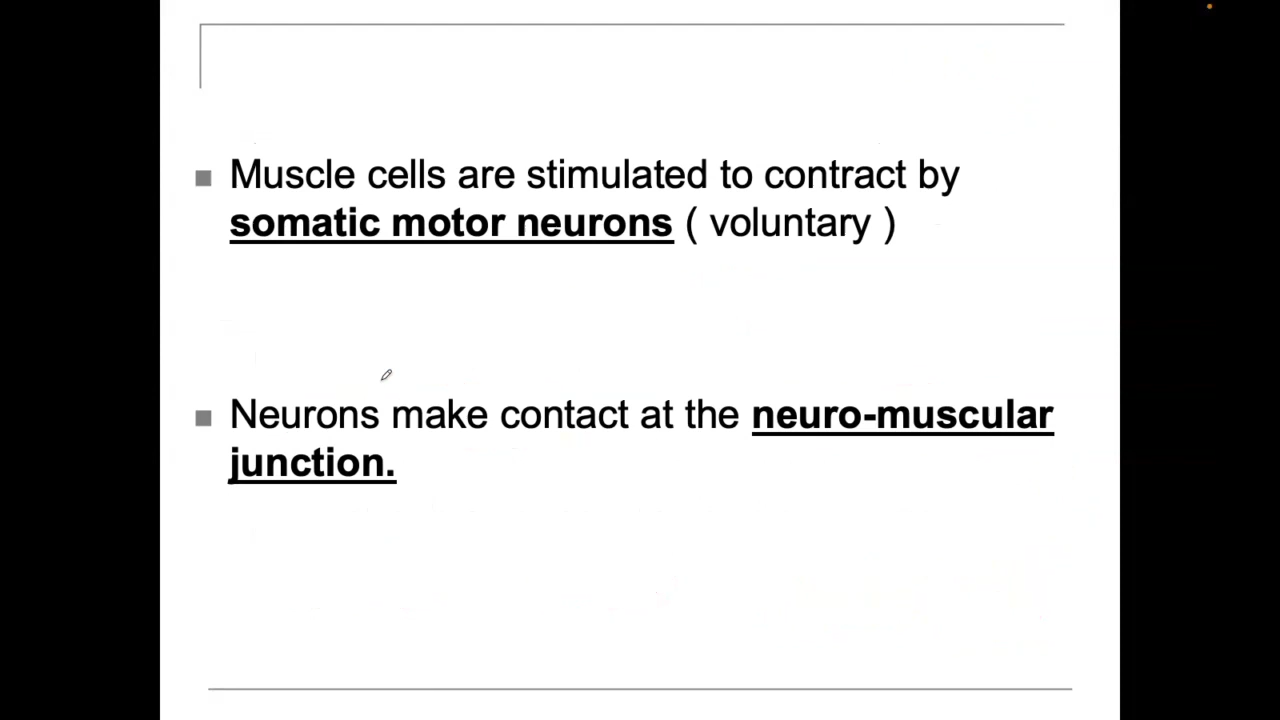 Muscle cells are stimulated to contract by
somatic motor neurons ( voluntary )
Neurons make contact at the neuro-muscular
junction.